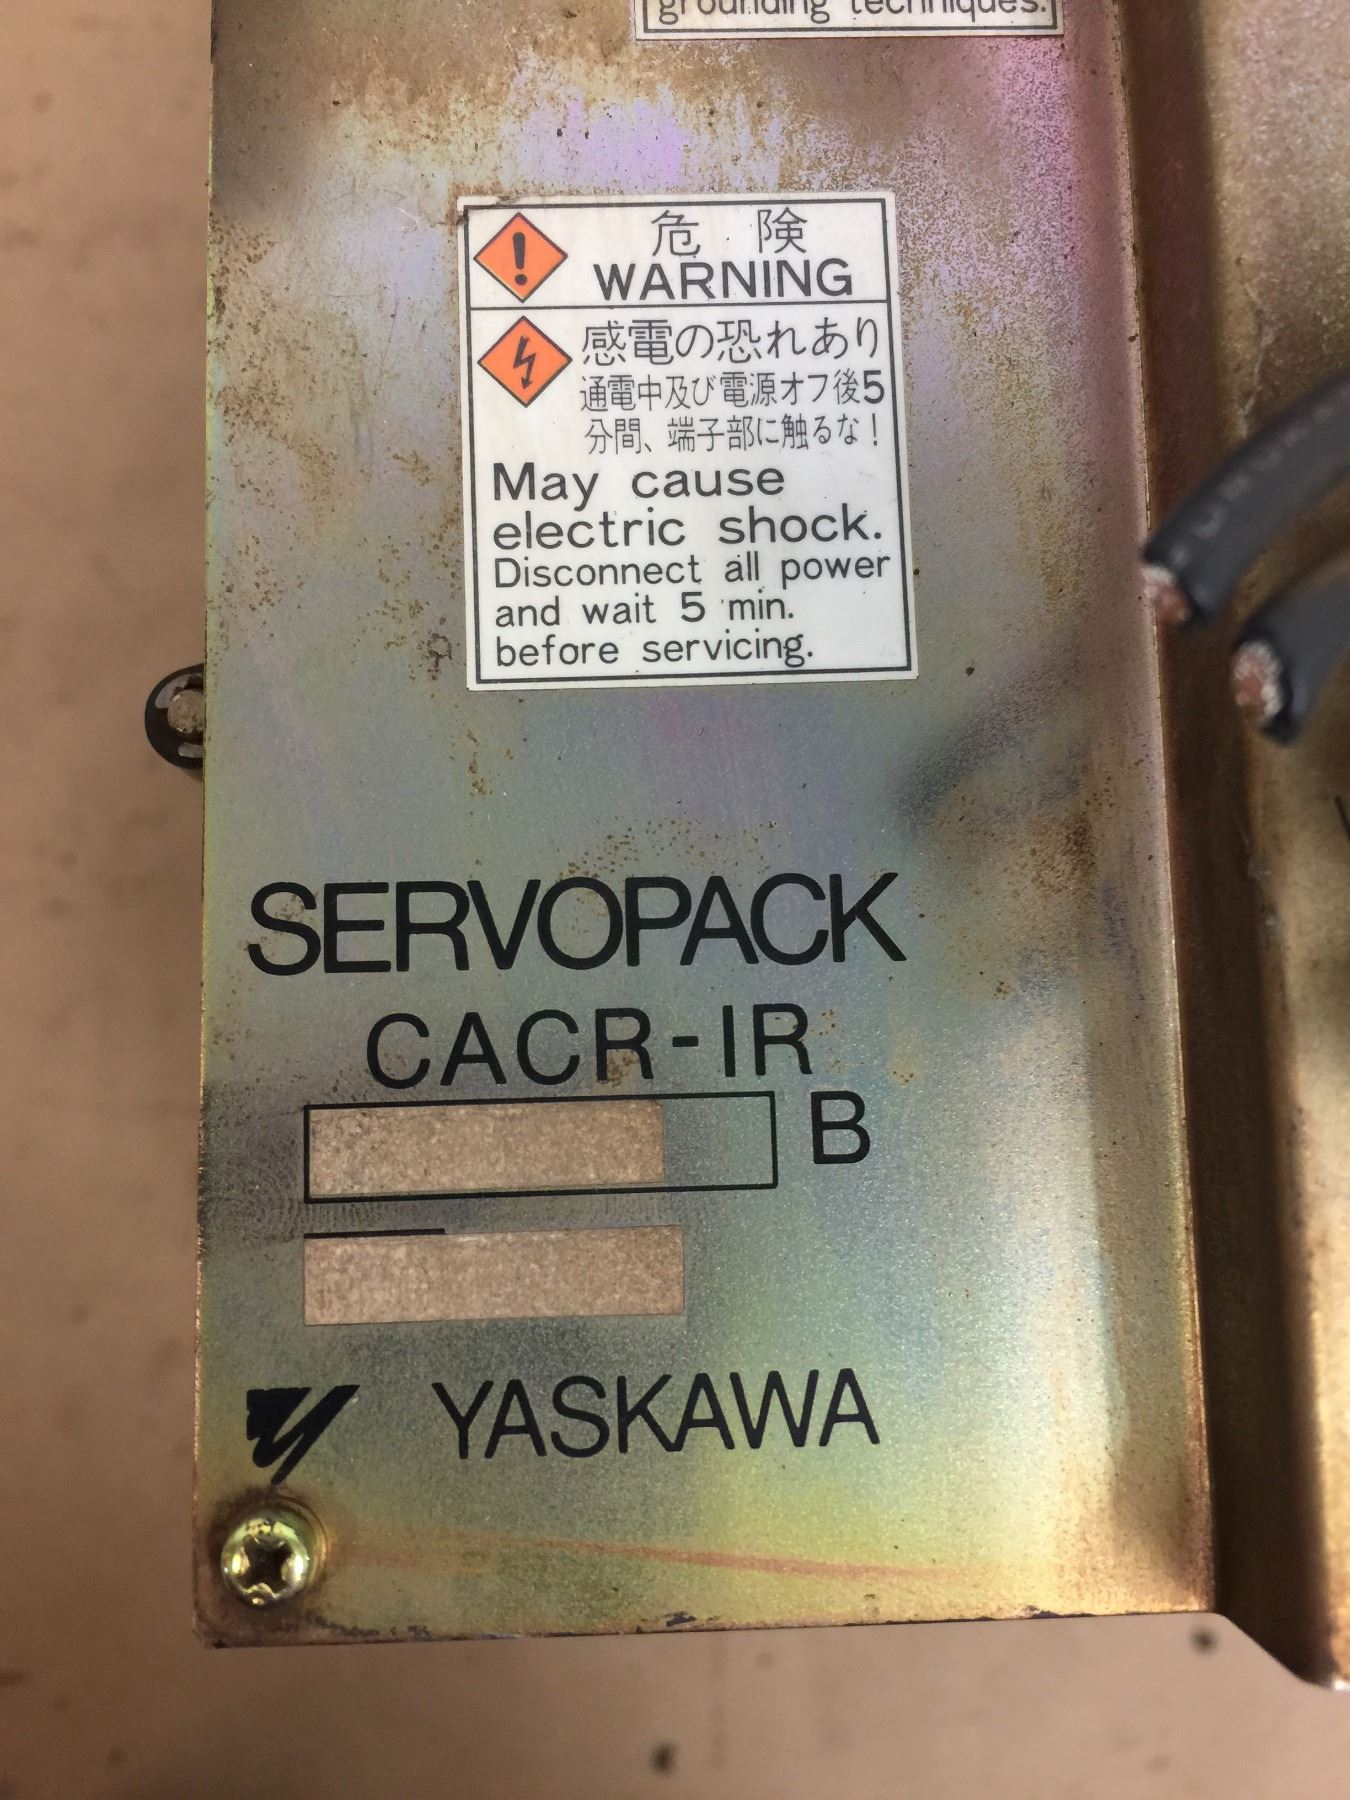 grounding techniques.
危 険
WARNING
感電の恐れあり
通電中及び電源オフ後5
分間、端子部に触るな！
May cause
electric shock.
Disconnect all power
and wait 5 min.
before servicing.
SERVOPACK
CACR-IR
B
YASKAWA